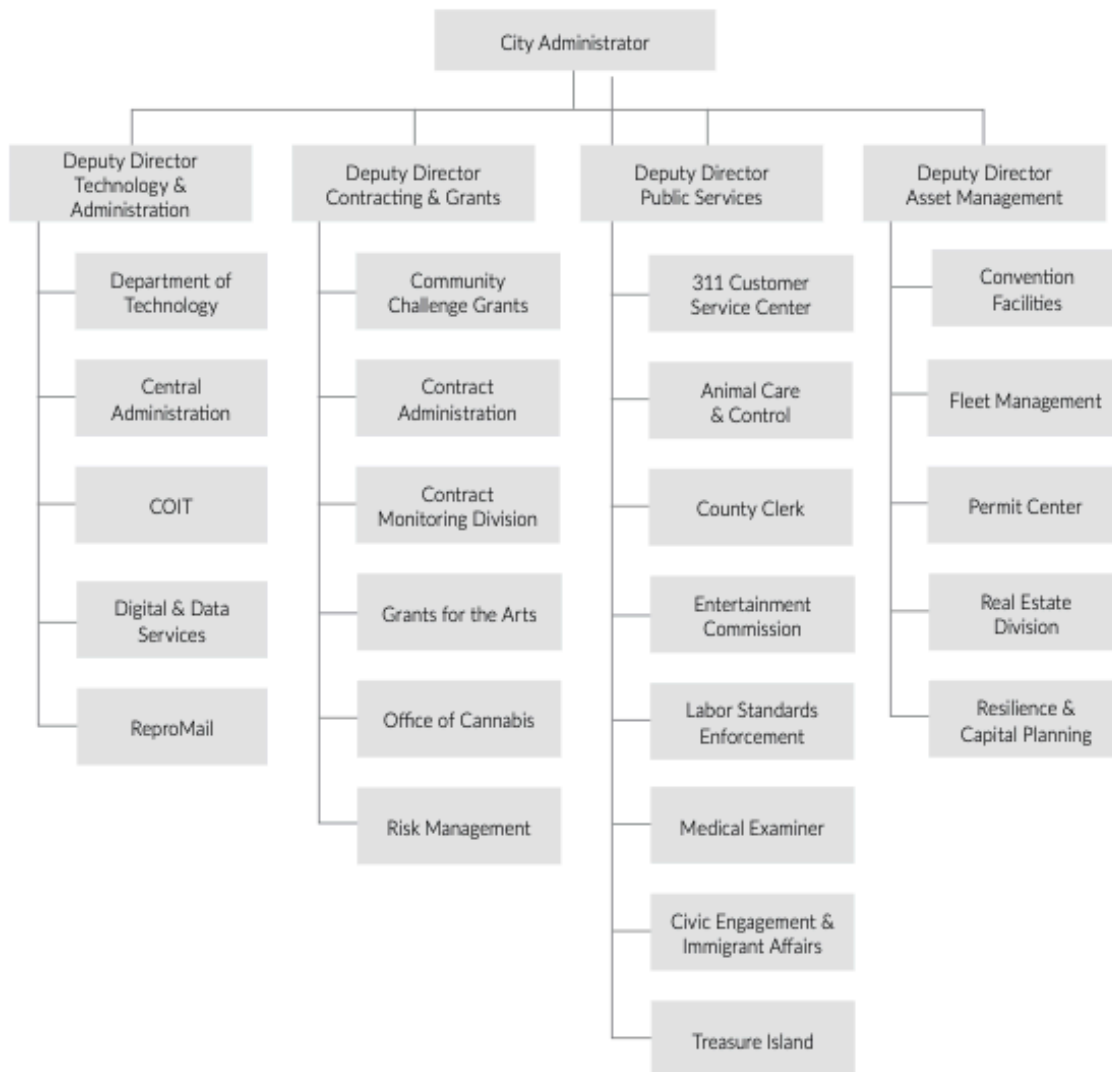 City Administrator
Deputy Director
Technology &
Administration
Department of
Technology
Central
Administration
COIT
Digital & Data
Services
ReproMail
Deputy Director
Contracting & Grants
Community
Challenge Grants
Contract
Administration
Contract
Monitoring Division
Grants for the Arts
Office of Cannabis
Risk Management
Deputy Director
Public Services
311 Customer
Service Center
Animal Care
& Control
County Clerk
Entertainment
Commission
Labor Standards
Enforcement
Medical Examiner
Civic Engagement &
Immigrant Affairs
Treasure Island
Deputy Director
Asset Management
Convention
Facilities
Fleet Management
Permit Center
Real Estate
Division
Resilience &
Capital Planning